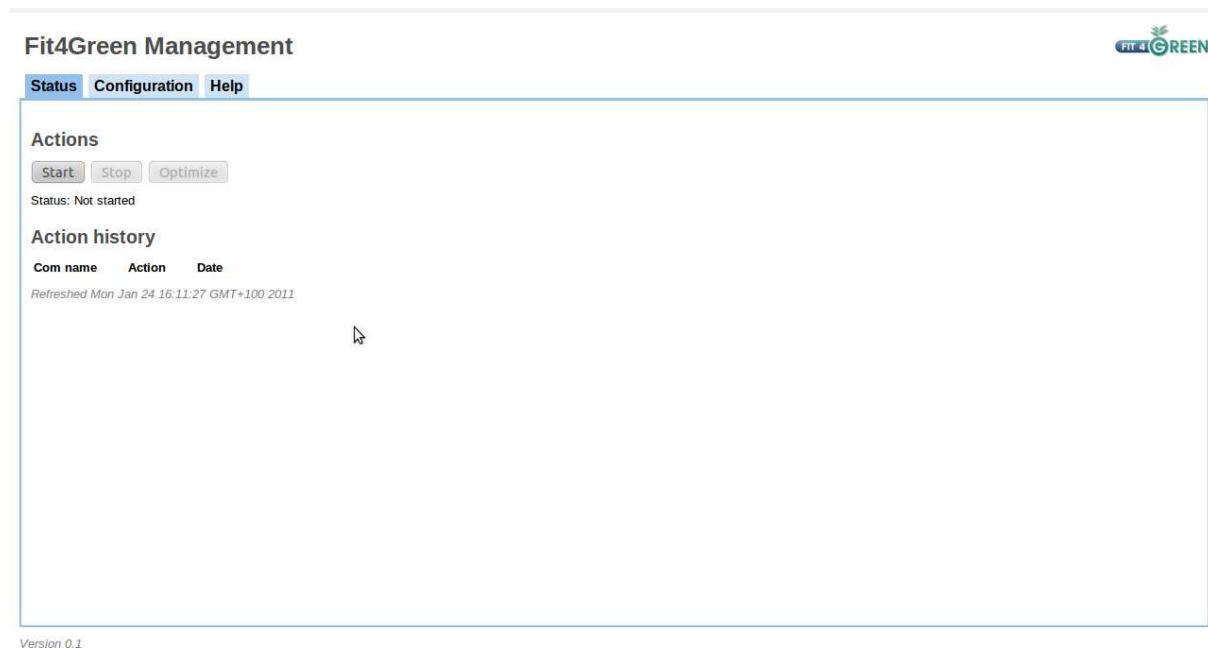 Fit4Green Management
FIT 4 GREEN
Status Configuration Help
Actions
Start Stop Optimize
Status: Not started
Action history
Com name Action Date
Refreshed Mon Jan 24 16:11:27 GMT+100 2011
Version 0.1